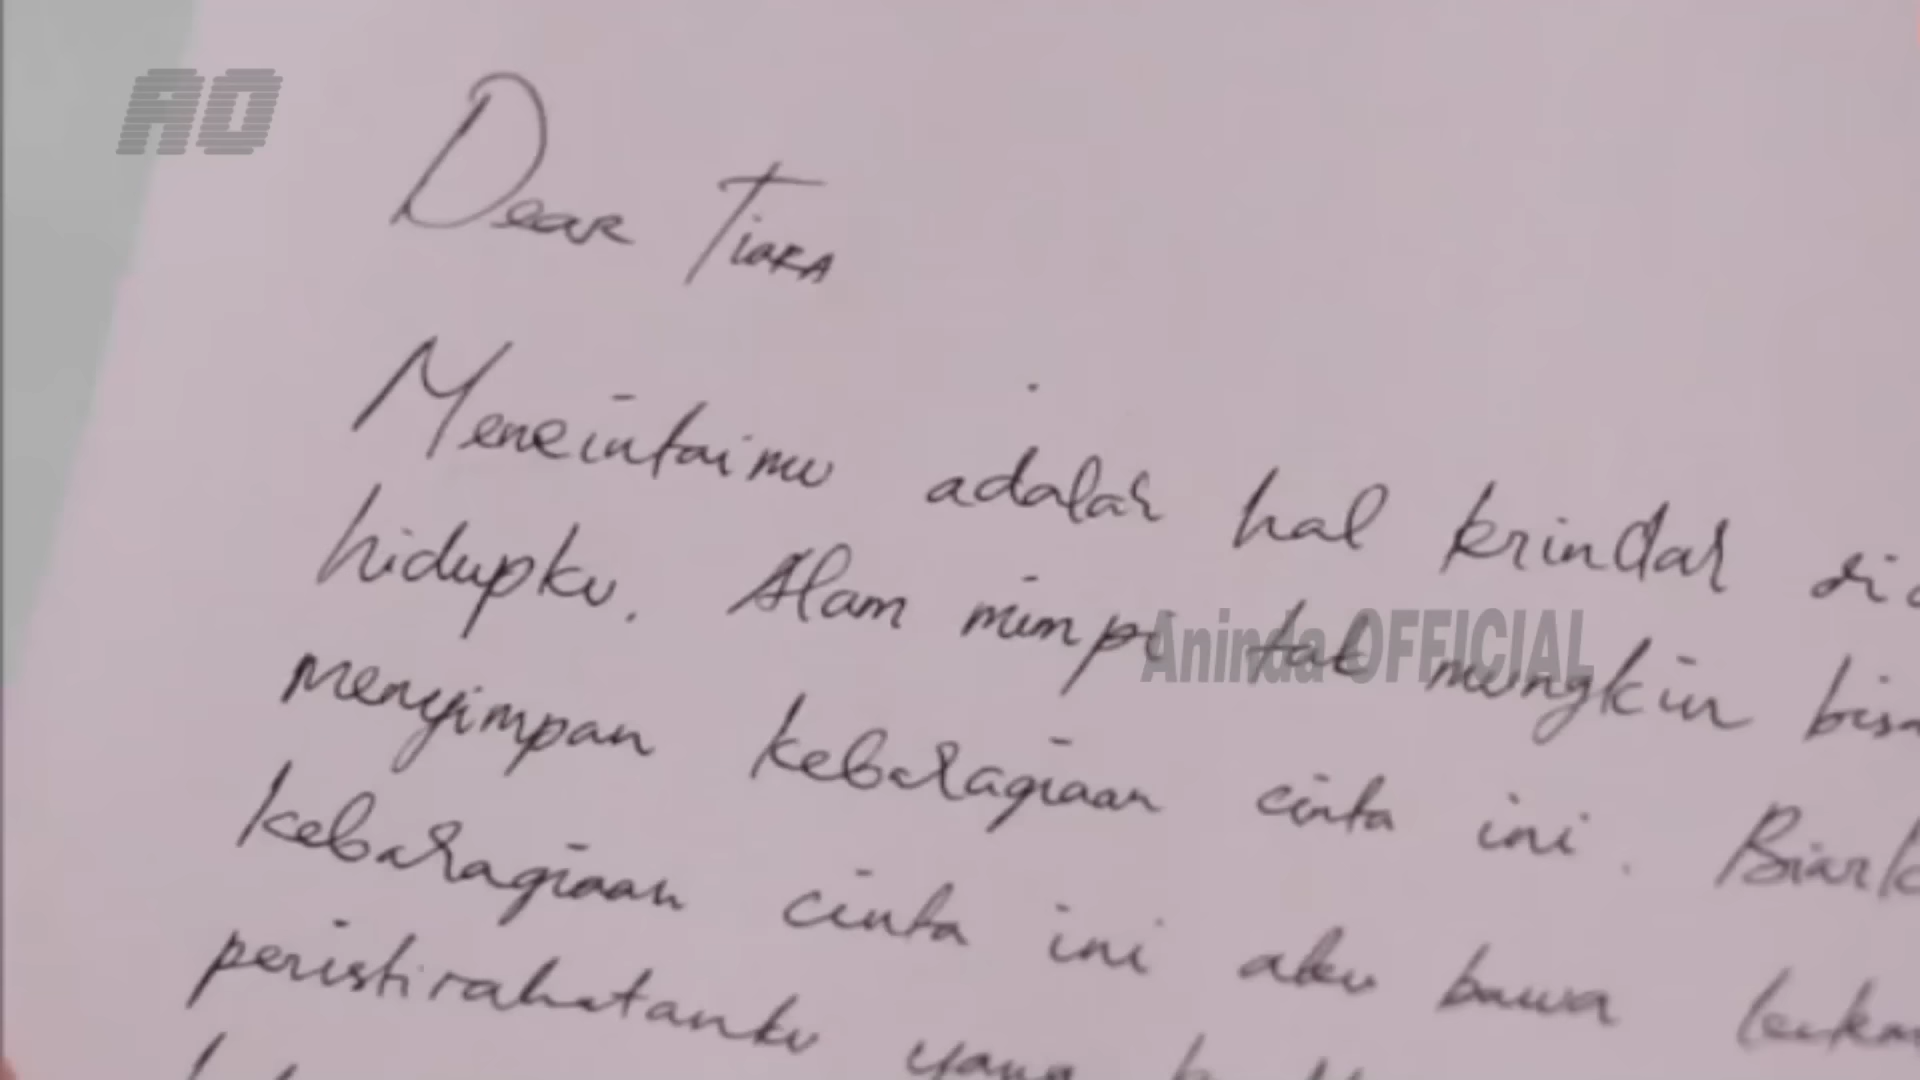 AO
Dear Tiara
Mencintaimu adalah hal terindah
hidupku. Alam mimpi tak mungkin bisa
Aninda OFFICIAL
menyimpan kebahagiaan cinta ini. Biark
kebahagiaan cinta ini aku bawa
peristirahatanku yang